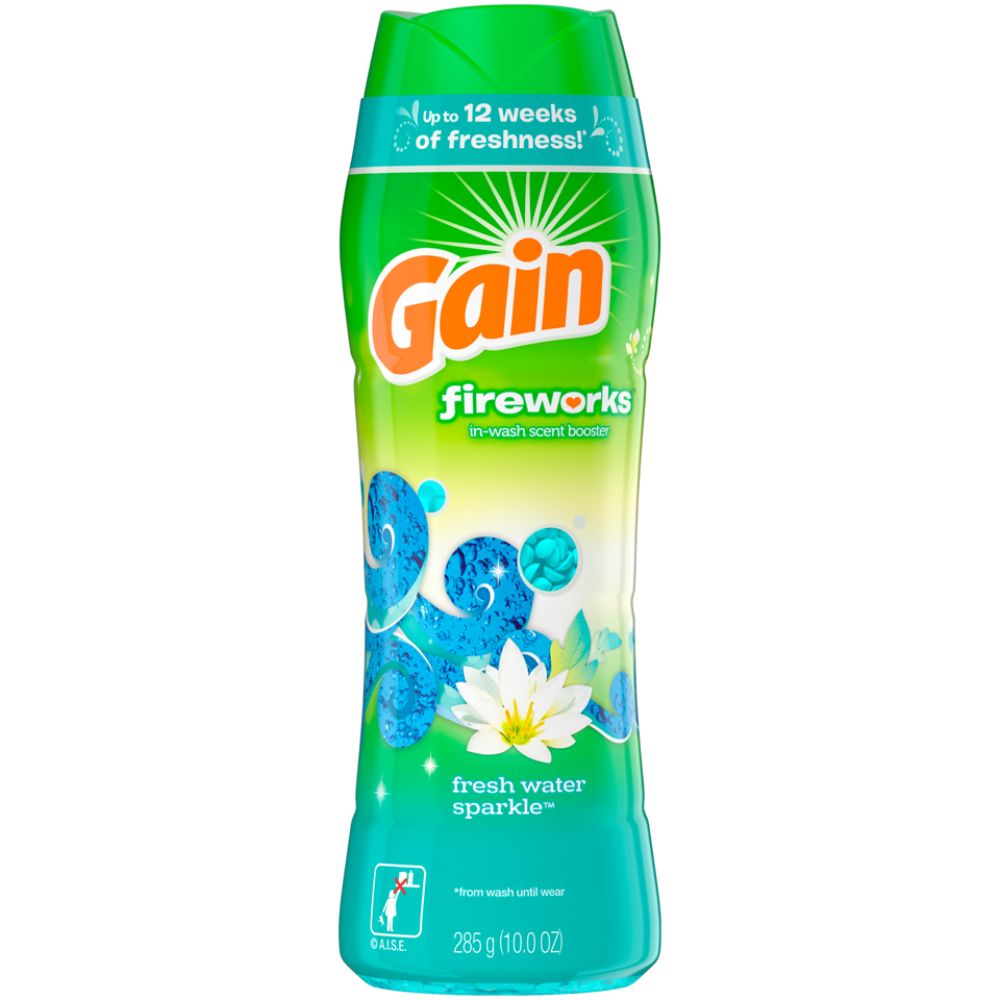 Up to 12 weeks
of freshness!*
Gain
fireworks
in-wash scent booster
fresh water
sparkle™
*from wash until wear
© A.I.S.E.
285 g (10.0 OZ)